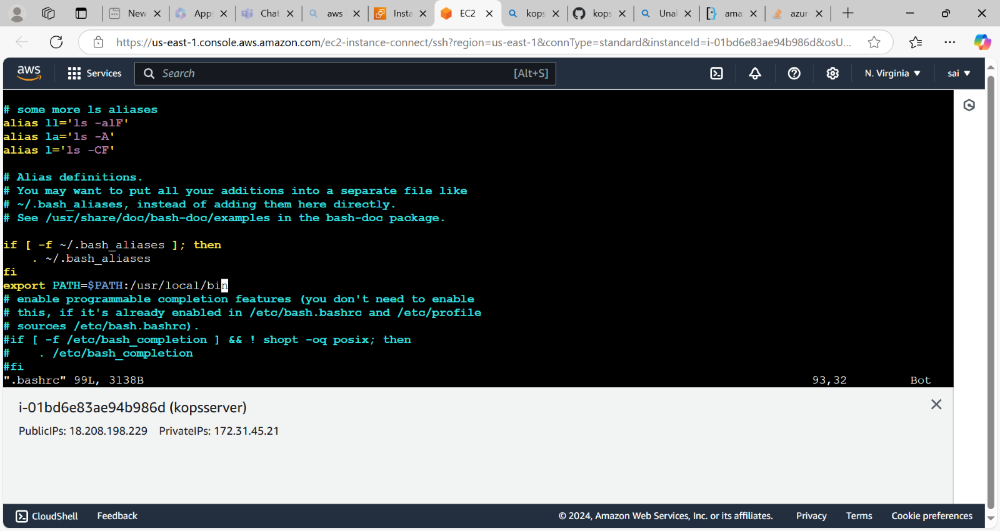 New
Apps
Chat
aws
Insta
EC2
kops
kops
Unal
ama
azur
https://us-east-1.console.aws.amazon.com/ec2-instance-connect/ssh?region=us-east-1&connType=standard&instanceId=i-01bd6e83ae94b986d&osU...
aws
Services
Search
[Alt+S]
N. Virginia
sai
# some more ls aliases
alias ll='ls -alF'
alias la='ls -A'
alias l='ls -CF'
# Alias definitions.
# You may want to put all your additions into a separate file like
# ~/.bash_aliases, instead of adding them here directly.
# See /usr/share/doc/bash-doc/examples in the bash-doc package.
if [ -f ~/.bash_aliases ]; then
    . ~/.bash_aliases
fi
export PATH=$PATH:/usr/local/bin
# enable programmable completion features (you don't need to enable
# this, if it's already enabled in /etc/bash.bashrc and /etc/profile
# sources /etc/bash.bashrc).
#if [ -f /etc/bash_completion ] && ! shopt -oq posix; then
#    . /etc/bash_completion
#fi
".bashrc" 99L, 3138B 93,32 Bot
i-01bd6e83ae94b986d (kopsserver)
PublicIPs: 18.208.198.229 PrivateIPs: 172.31.45.21
CloudShell Feedback © 2024, Amazon Web Services, Inc. or its affiliates. Privacy Terms Cookie preferences